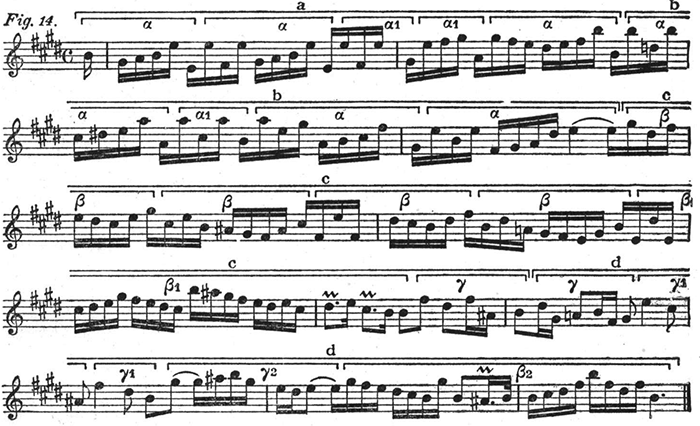 a
Fig. 14.
α α α1 α1 α b
α α1 b α α c β
β β c β β β1
c β1 γ d γ γ1
γ1 d γ2 β2